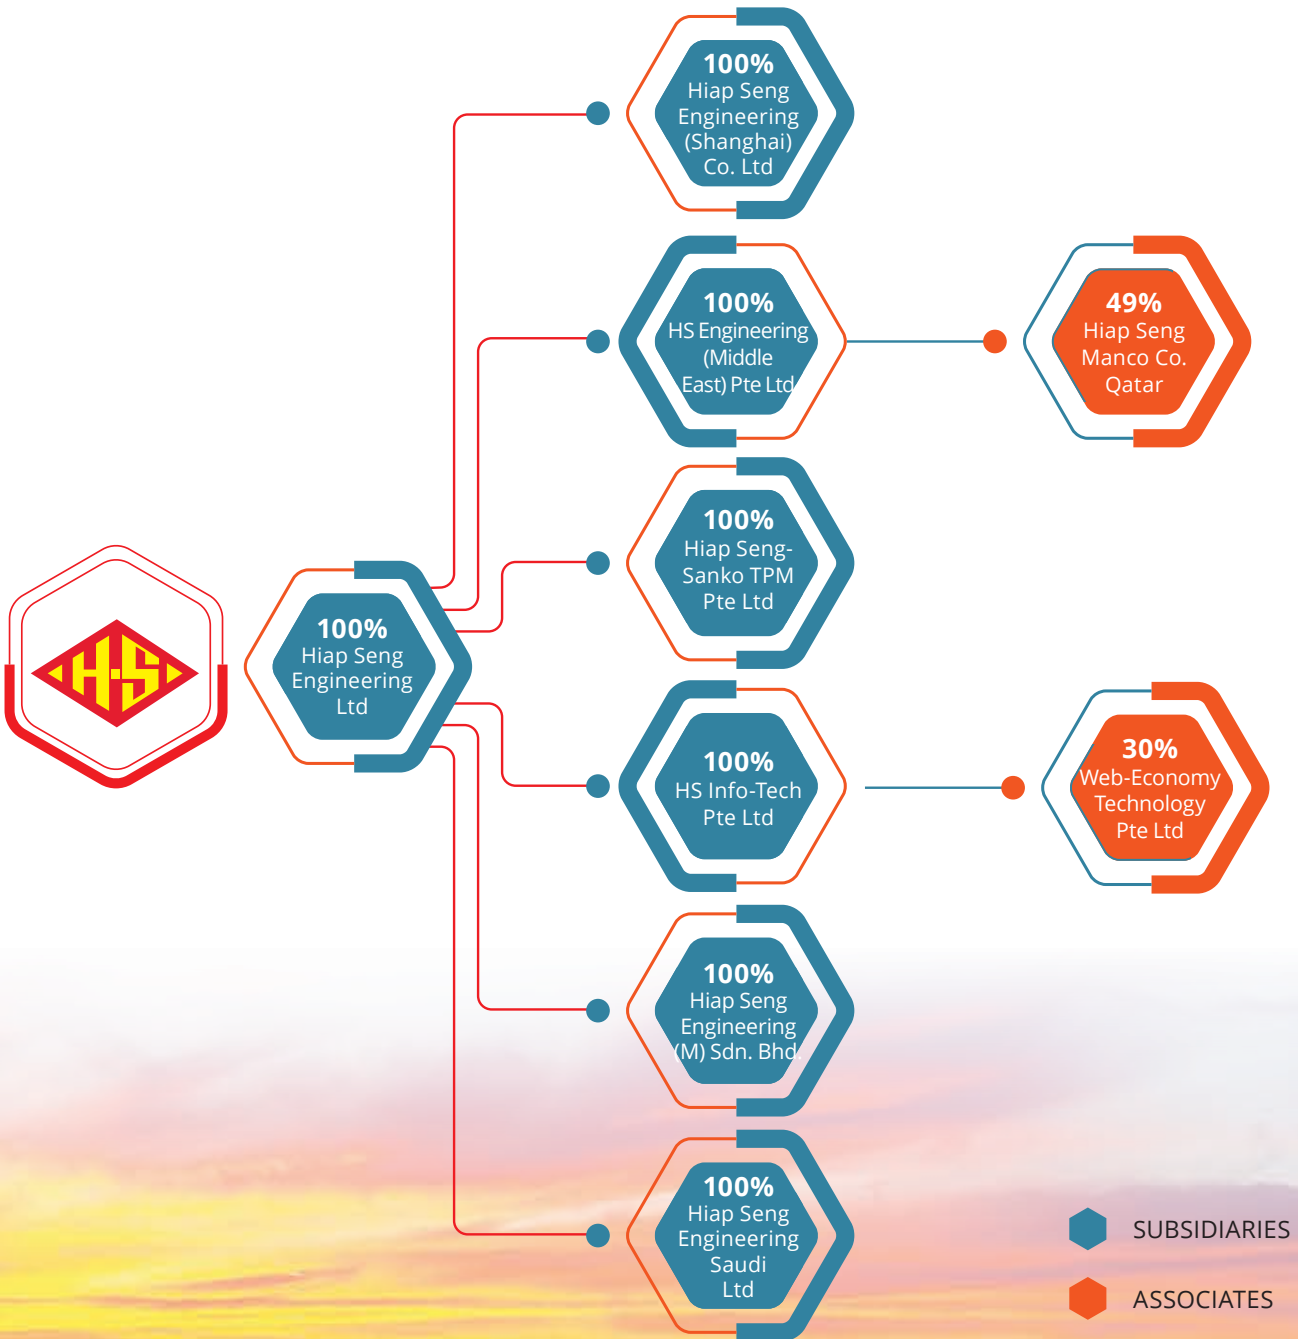 100%
Hiap Seng
Engineering
(Shanghai)
Co. Ltd
100%
HS Engineering
(Middle
East) Pte Ltd
49%
Hiap Seng
Manco Co.
Qatar
100%
Hiap Seng-
Sanko TPM
Pte Ltd
H-S
100%
Hiap Seng
Engineering
Ltd
100%
HS Info-Tech
Pte Ltd
30%
Web-Economy
Technology
Pte Ltd
100%
Hiap Seng
Engineering
(M) Sdn. Bhd.
100%
Hiap Seng
Engineering
Saudi
Ltd
SUBSIDIARIES
ASSOCIATES